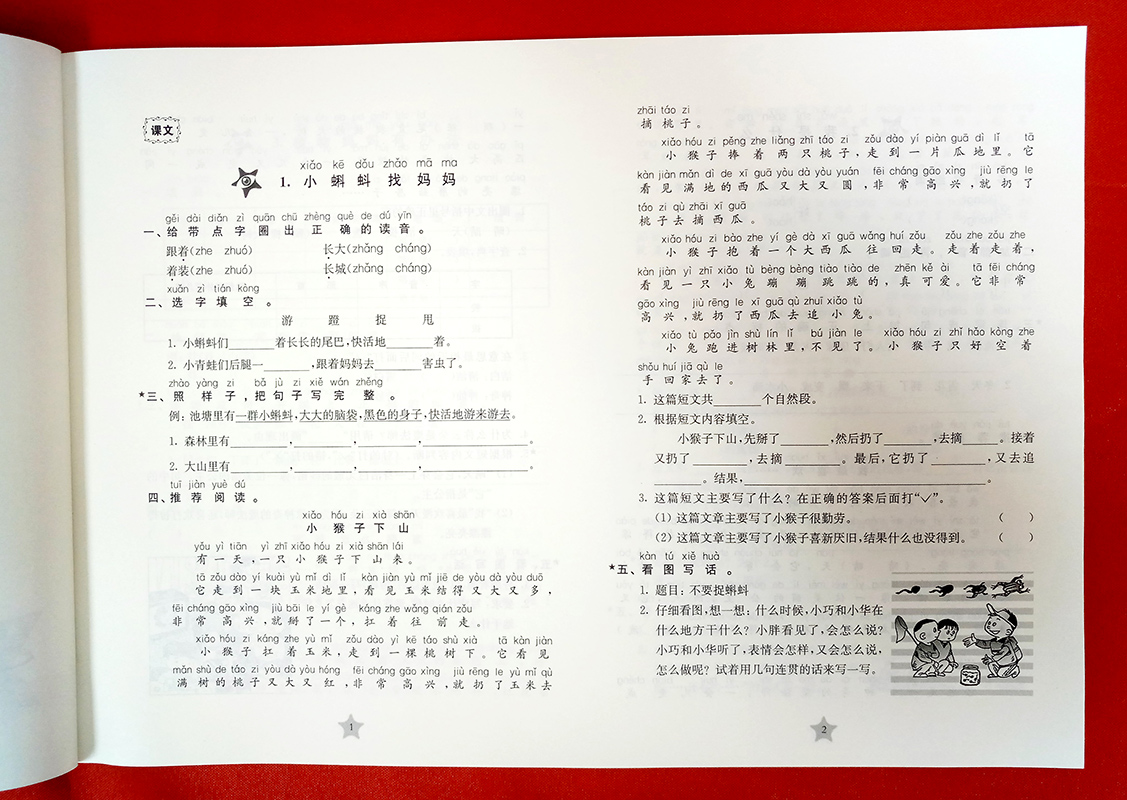 课文
xiǎo kē dǒu zhǎo mā ma
1. 小 蝌 蚪 找 妈 妈
gěi dài diǎn zì quān chū zhèng què de dú yīn
一、给 带 点 字 圈 出 正 确 的 读 音 。
跟着(zhe zhuó) 长大(zhǎng cháng)
着装(zhe zhuó) 长城(zhǎng cháng)
xuǎn zì tián kòng
二、选 字 填 空 。
游 蹬 捉 甩
1. 小蝌蚪们______着长长的尾巴,快活地______着。
2. 小青蛙们后腿一______,跟着妈妈去______害虫了。
zhào yàng zi bǎ jù zi xiě wán zhěng
*三、照 样 子,把 句 子 写 完 整 。
例: 池塘里有一群小蝌蚪,大大的脑袋,黑色的身子,快活地游来游去。
1. 森林里有________,________,________,________________。
2. 大山里有________,________,________,________________。
tuī jiàn yuè dú
四、推 荐 阅 读 。
xiǎo hóu zi xià shān
小 猴 子 下 山
yǒu yì tiān yì zhī xiǎo hóu zi xià shān lái
有 一 天 ,一 只 小 猴 子 下 山 来 。
tā zǒu dào yí kuài yù mǐ dì lǐ kàn jiàn yù mǐ jiē de yòu dà yòu duō
它 走 到 一 块 玉 米 地 里 ,看 见 玉 米 结 得 又 大 又 多 ,
fēi cháng gāo xìng jiù bāi le yí gè káng zhe wǎng qián zǒu
非 常 高 兴 ,就 掰 了 一 个 ,扛 着 往 前 走 。
xiǎo hóu zi káng zhe yù mǐ zǒu dào yì kē táo shù xià tā kàn jiàn
小 猴 子 扛 着 玉 米 ,走 到 一 棵 桃 树 下 。它 看 见
mǎn shù de táo zi yòu dà yòu hóng fēi cháng gāo xìng jiù rēng le yù mǐ qù
满 树 的 桃 子 又 大 又 红 ,非 常 高 兴 ,就 扔 了 玉 米 去
1
zhāi táo zi
摘 桃 子 。
xiǎo hóu zi pěng zhe liǎng zhī táo zi zǒu dào yí piàn guā dì lǐ tā
小 猴 子 捧 着 两 只 桃 子 ,走 到 一 片 瓜 地 里 。它
kàn jiàn mǎn dì de xī guā yòu dà yòu yuán fēi cháng gāo xìng jiù rēng le
看 见 满 地 的 西 瓜 又 大 又 圆 ,非 常 高 兴 ,就 扔 了
táo zi qù zhāi xī guā
桃 子 去 摘 西 瓜 。
xiǎo hóu zi bào zhe yí gè dà xī guā wǎng huí zǒu zǒu zhe zǒu zhe
小 猴 子 抱 着 一 个 大 西 瓜 往 回 走 。走 着 走 着 ,
kàn jiàn yì zhī xiǎo tù bèng bèng tiào tiào de zhēn kě ài tā fēi cháng
看 见 一 只 小 兔 蹦 蹦 跳 跳 的 ,真 可 爱 。它 非 常
gāo xìng jiù rēng le xī guā qù zhuī xiǎo tù
高 兴 ,就 扔 了 西 瓜 去 追 小 兔 。
xiǎo tù pǎo jìn shù lín lǐ bú jiàn le xiǎo hóu zi zhǐ hǎo kòng zhe
小 兔 跑 进 树 林 里 ,不 见 了 。小 猴 子 只 好 空 着
shǒu huí jiā qù le
手 回 家 去 了 。
1. 这篇短文共________个自然段。
2. 根据短文内容填空。
小猴子下山,先掰了________,然后扔了________,去摘______。接着
又扔了________,去摘________。最后,它扔了________,又去追
________。结果,________________________。
3. 这篇短文主要写了什么? 在正确的答案后面打“✓”。
(1) 这篇文章主要写了小猴子很勤劳。 ( )
(2) 这篇文章主要写了小猴子喜新厌旧,结果什么也没得到。 ( )
kàn tú xiě huà
*五、看 图 写 话 。
1. 题目: 不要捉蝌蚪
2. 仔细看图,想一想: 什么时候,小巧和小华在
什么地方干什么? 小胖看见了,会怎么说?
小巧和小华听了,表情会怎样,又会怎么说,
怎么做呢? 试着用几句连贯的话来写一写。
2